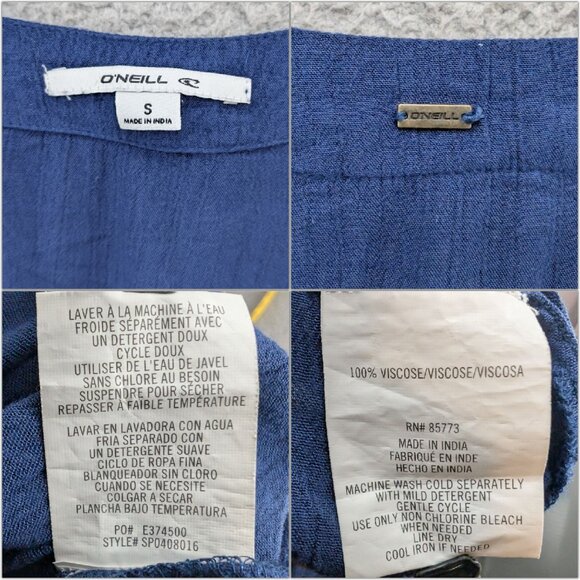 O'NEILL
S
MADE IN INDIA
O'NEILL
LAVER À LA MACHINE À L'EAU
FROIDE SÉPARÉMENT AVEC
UN DETERGENT DOUX
CYCLE DOUX
UTILISER DE L'EAU DE JAVEL
SANS CHLORE AU BESOIN
SUSPENDRE POUR SÉCHER
REPASSER À FAIBLE TEMPÉRATURE
LAVAR EN LAVADORA CON AGUA
FRIA SEPARADO CON
UN DETERGENTE SUAVE
CICLO DE ROPA FINA
BLANQUEADOR SIN CLORO
CUANDO SE NECESITE
COLGAR A SECAR
PLANCHA BAJO TEMPERATURA
PO# E374500
STYLE# SP0408016
100% VISCOSE/VISCOSE/VISCOSA
RN# 85773
MADE IN INDIA
FABRIQUÉ EN INDE
HECHO EN INDIA
MACHINE WASH COLD SEPARATELY
WITH MILD DETERGENT
GENTLE CYCLE
USE ONLY NON CHLORINE BLEACH
WHEN NEEDED
LINE DRY
COOL IRON IF NEEDED